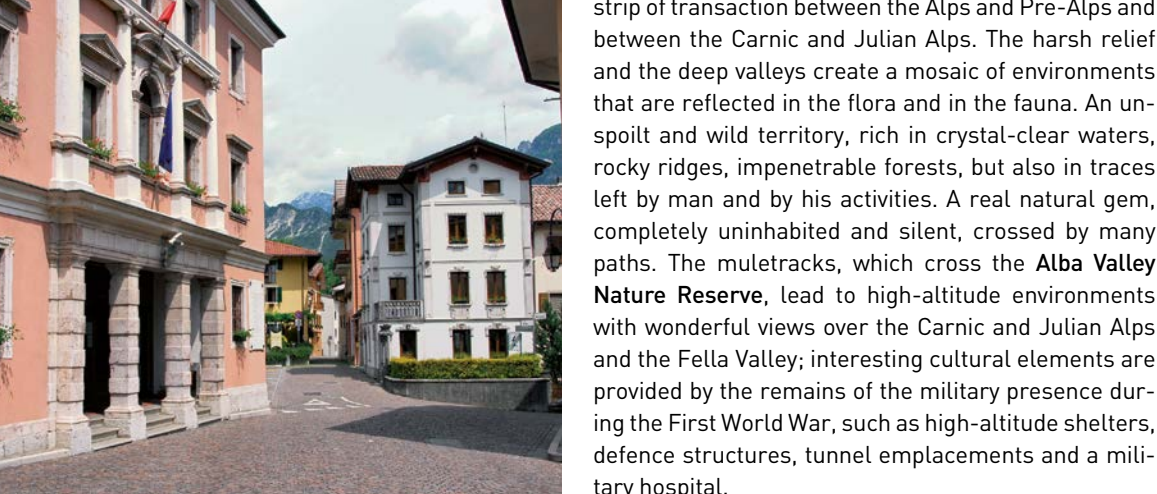 strip of transaction between the Alps and Pre-Alps and
between the Carnic and Julian Alps. The harsh relief
and the deep valleys create a mosaic of environments
that are reflected in the flora and in the fauna. An un-
spoilt and wild territory, rich in crystal-clear waters,
rocky ridges, impenetrable forests, but also in traces
left by man and by his activities. A real natural gem,
completely uninhabited and silent, crossed by many
paths. The muletracks, which cross the Alba Valley
Nature Reserve, lead to high-altitude environments
with wonderful views over the Carnic and Julian Alps
and the Fella Valley; interesting cultural elements are
provided by the remains of the military presence dur-
ing the First World War, such as high-altitude shelters,
defence structures, tunnel emplacements and a mili-
tary hospital.